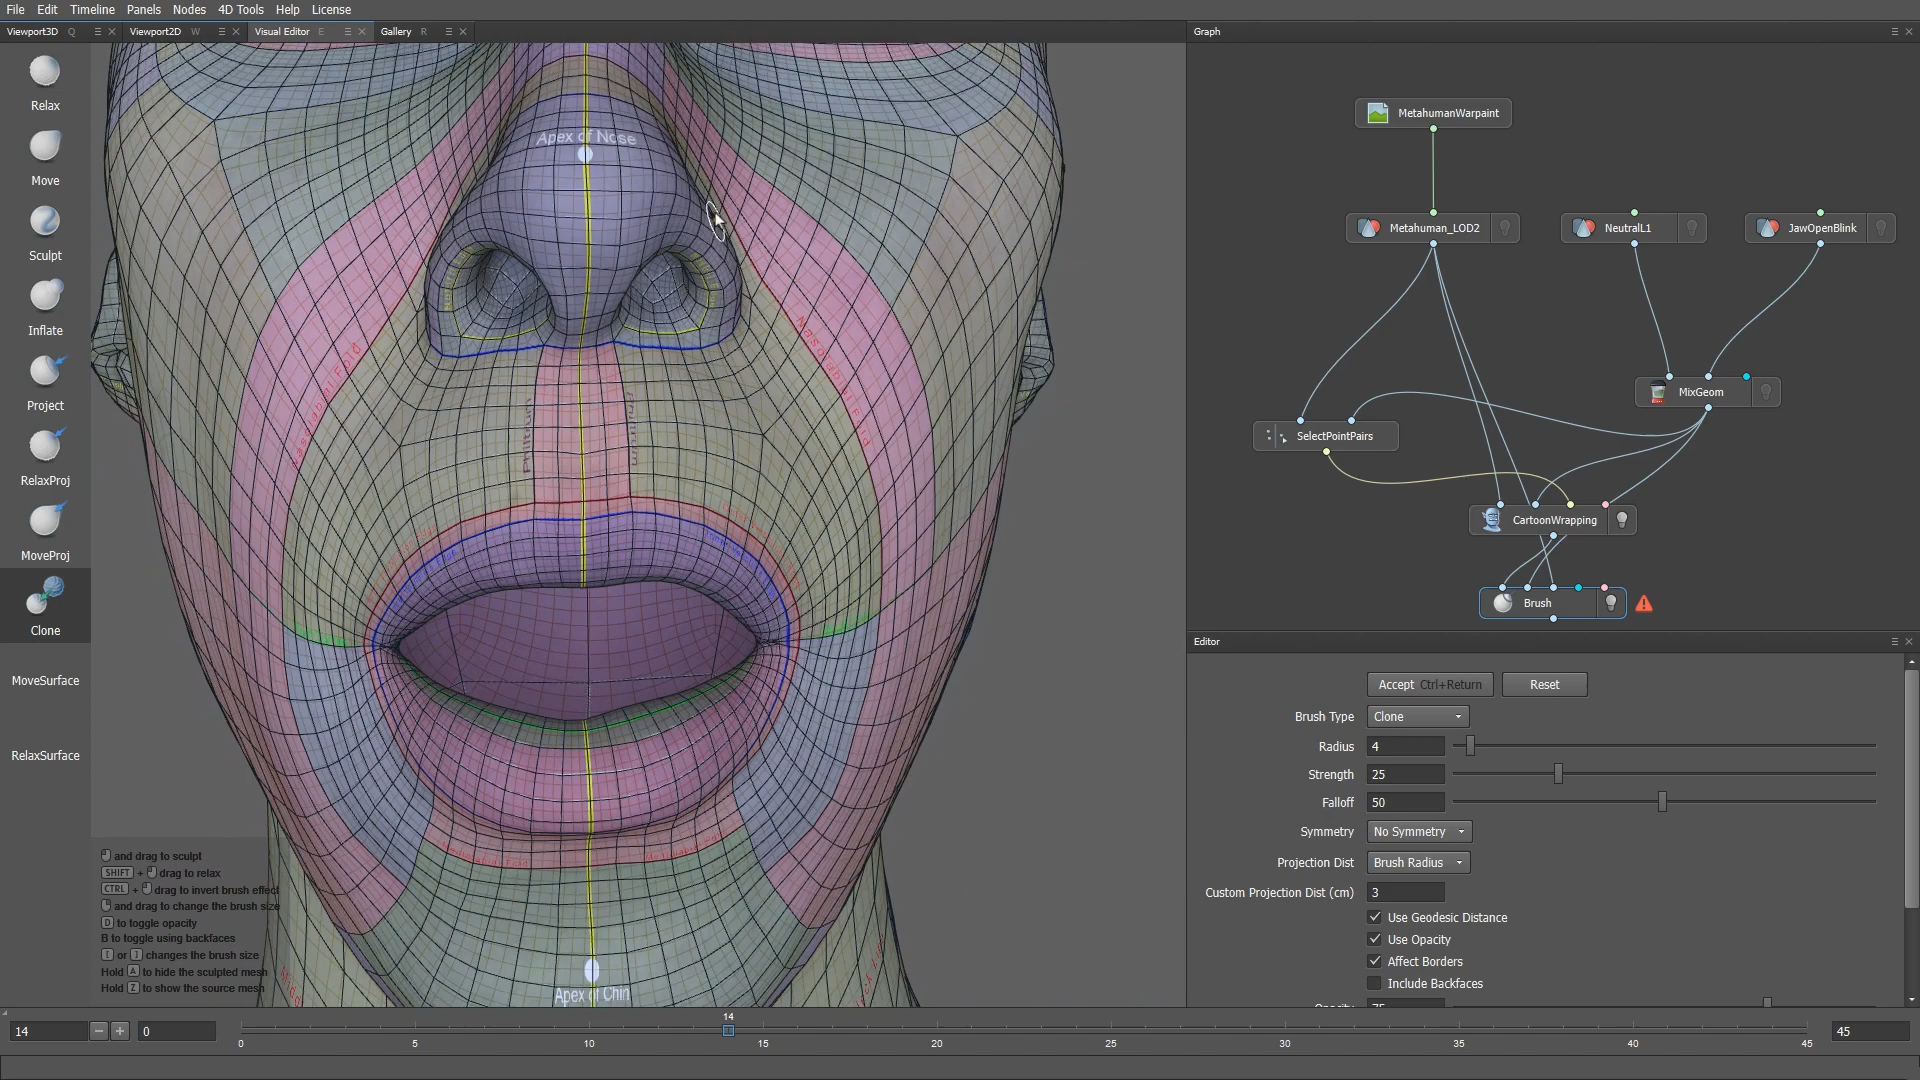 File Edit Timeline Panels Nodes 4D Tools Help License
Viewport3D Q Viewport2D W Visual Editor E Gallery R
Graph
Relax
Move
Sculpt
Inflate
Project
RelaxProj
MoveProj
Clone
MoveSurface
RelaxSurface
Apex of Nose
Nasolabial Fold
Nasolabial Fold
Philtrum
Apex of Chin
and drag to sculpt
SHIFT + drag to relax
CTRL + drag to invert brush effect
and drag to change the brush size
D to toggle opacity
B to toggle using backfaces
[ or ] changes the brush size
Hold A to hide the sculpted mesh
Hold Z to show the source mesh
MetahumanWarpaint
Metahuman_LOD2
NeutralL1
JawOpenBlink
MixGeom
SelectPointPairs
CartoonWrapping
Brush
Editor
Accept Ctrl+Return Reset
Brush Type Clone
Radius 4
Strength 25
Falloff 50
Symmetry No Symmetry
Projection Dist Brush Radius
Custom Projection Dist (cm) 3
Use Geodesic Distance
Use Opacity
Affect Borders
Include Backfaces
Opacity 75
14
14 − + 0 45
0 5 10 15 20 25 30 35 40 45